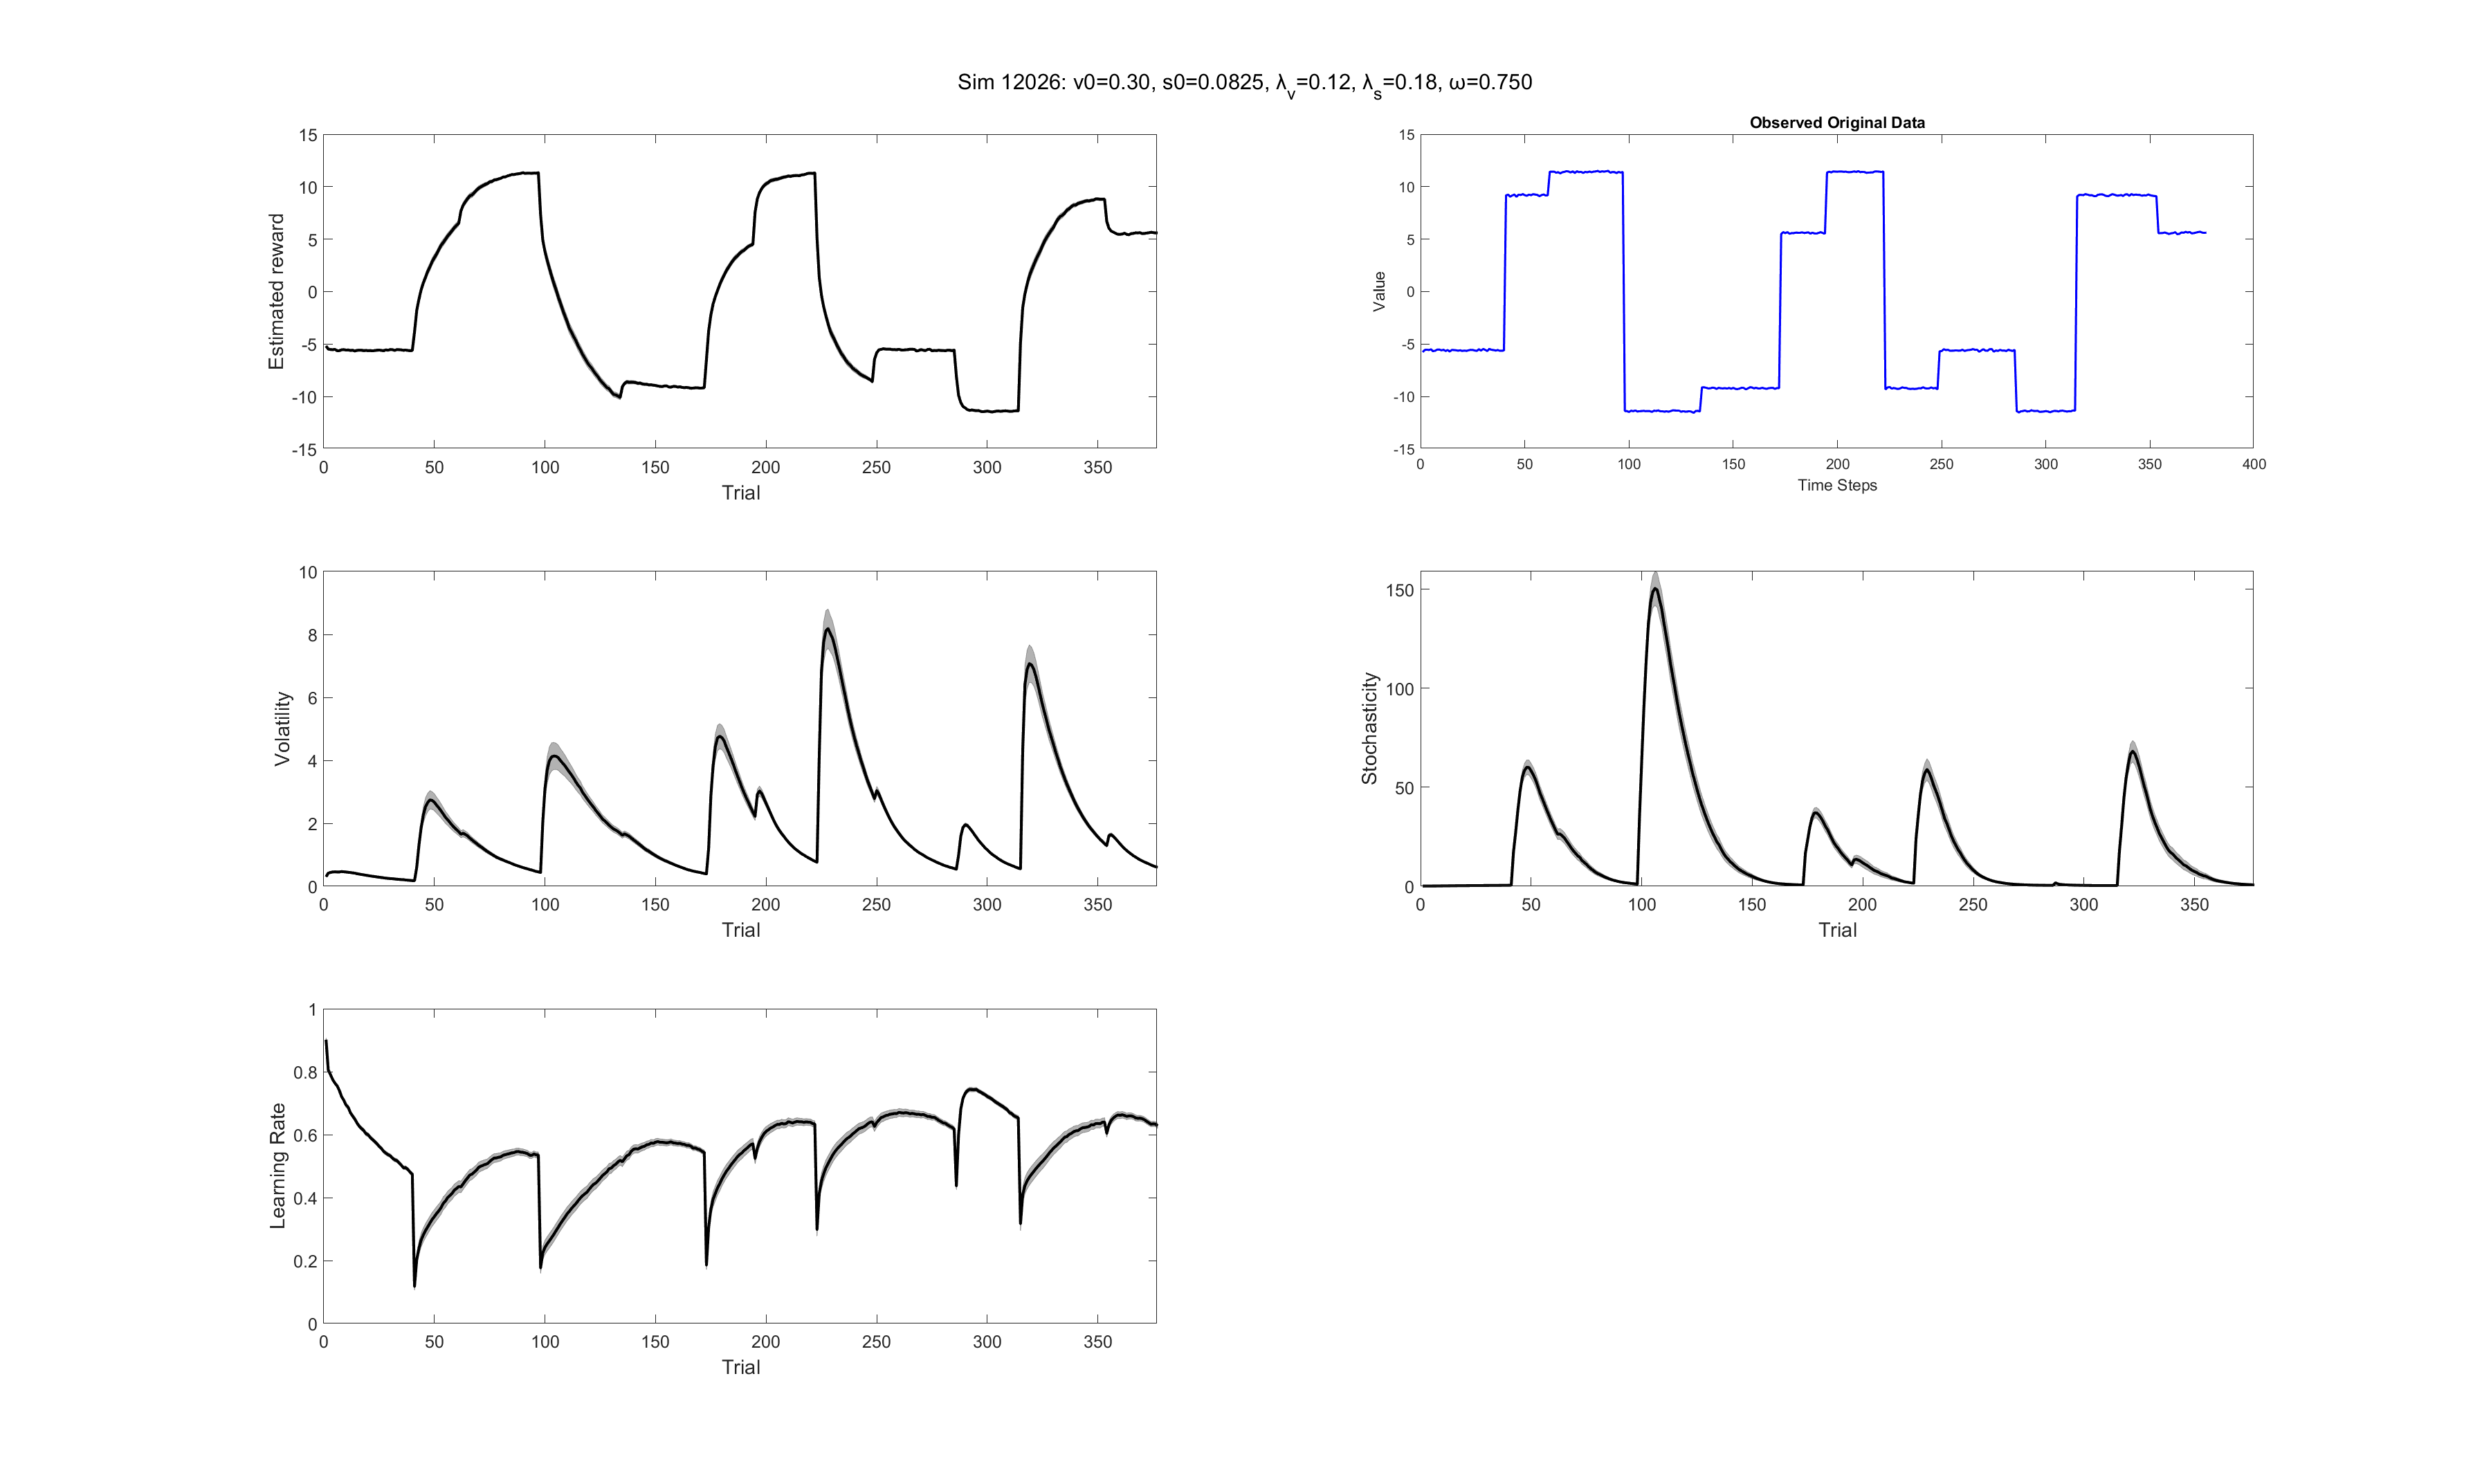 Sim 12026: v0=0.30, s0=0.0825, λv=0.12, λs=0.18, ω=0.750
15
10
5
0
-5
-10
-15
Estimated reward
0 50 100 150 200 250 300 350
Trial
Observed Original Data
15
10
5
0
-5
-10
-15
Value
0 50 100 150 200 250 300 350 400
Time Steps
10
8
6
4
2
0
Volatility
0 50 100 150 200 250 300 350
Trial
150
100
50
0
Stochasticity
0 50 100 150 200 250 300 350
Trial
1
0.8
0.6
0.4
0.2
0
Learning Rate
0 50 100 150 200 250 300 350
Trial